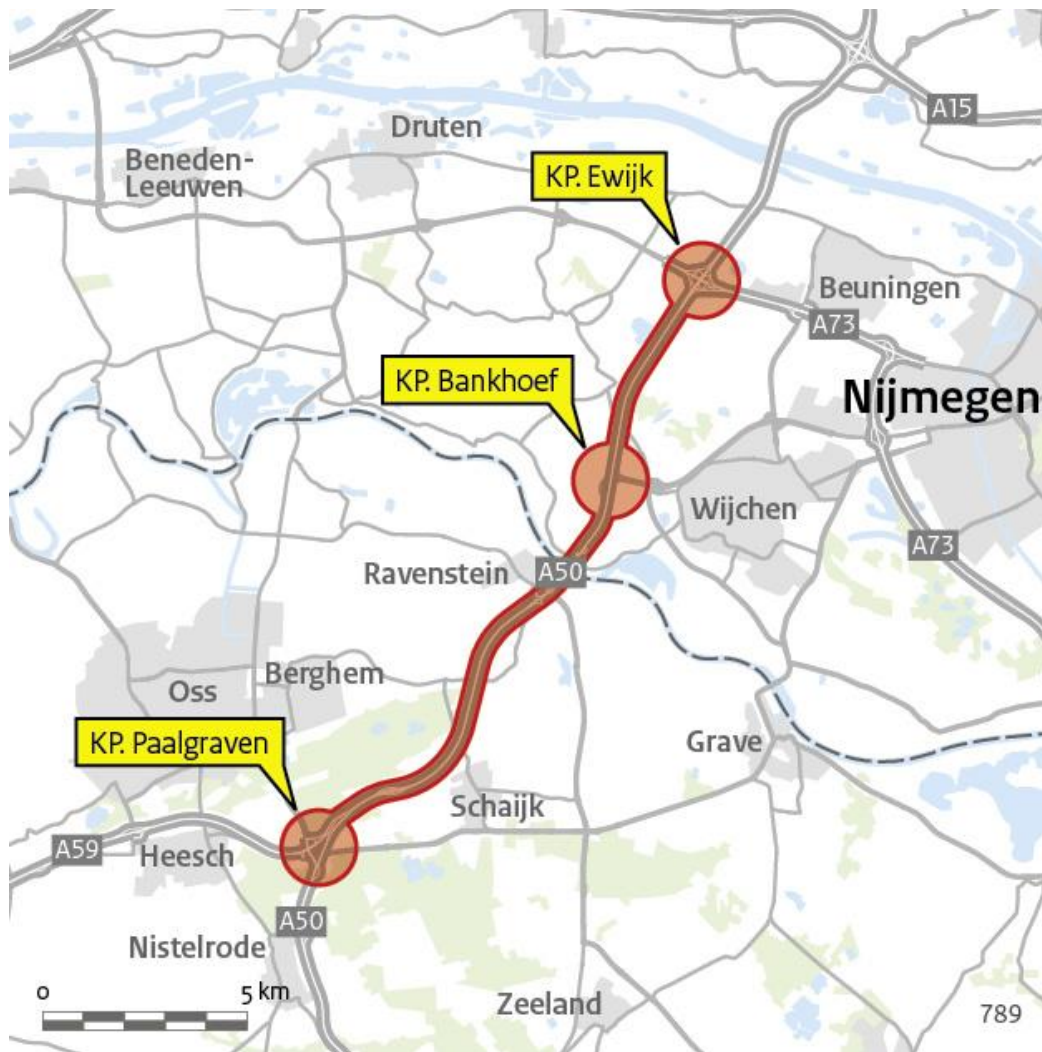 A15
Druten
Beneden-
Leeuwen
KP. Ewijk
Beuningen
A73
KP. Bankhoef
Nijmegen
Wijchen
A73
Ravenstein
A50
Berghem
Oss
KP. Paalgraven
Grave
Schaijk
A59
Heesch
A50
Nistelrode
0 5 km
Zeeland
789